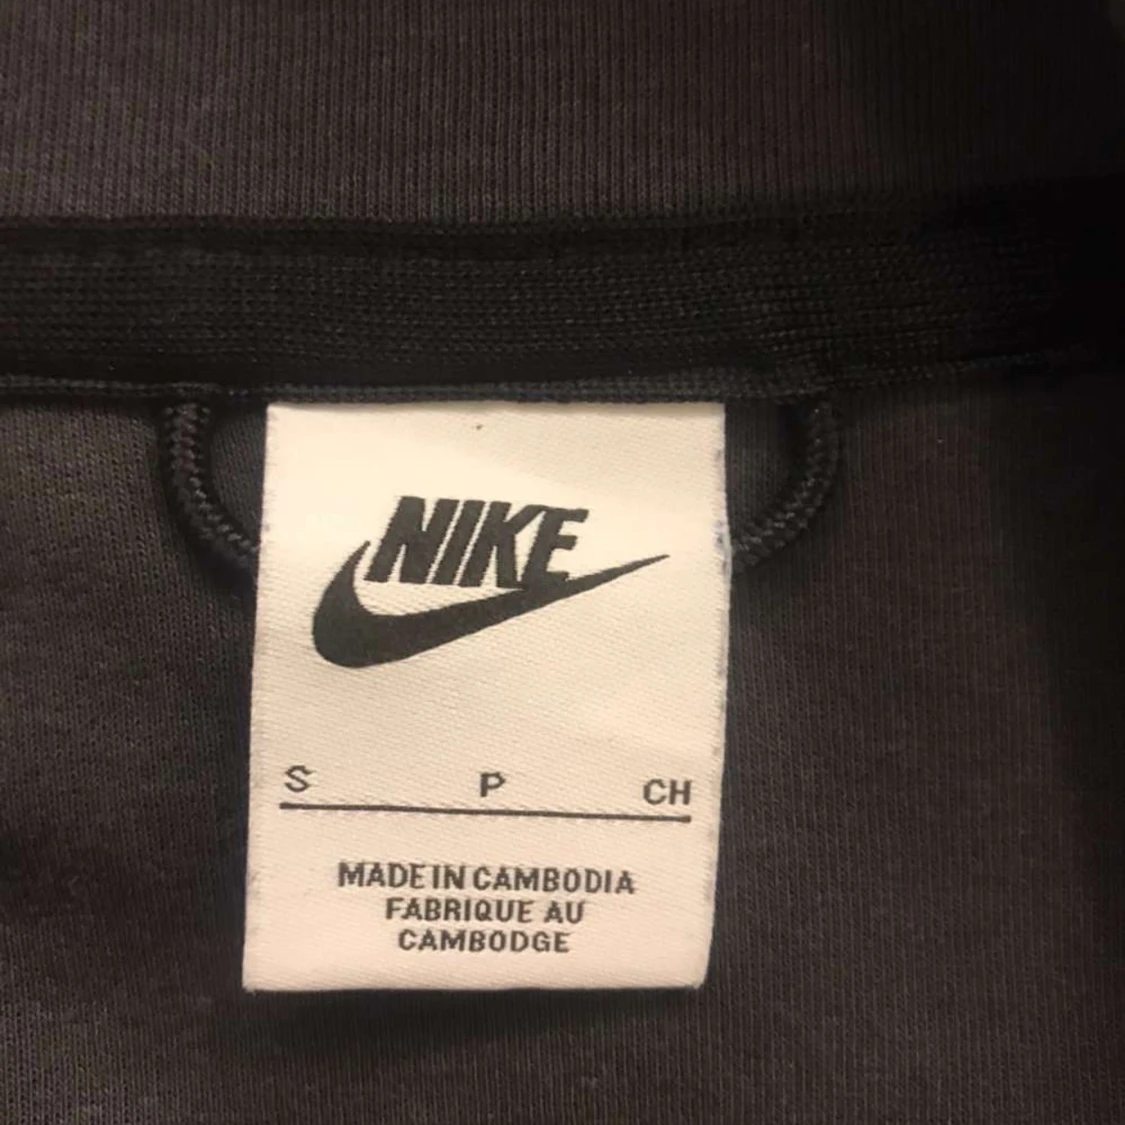 NIKE
S P CH
MADE IN CAMBODIA
FABRIQUE AU
CAMBODGE